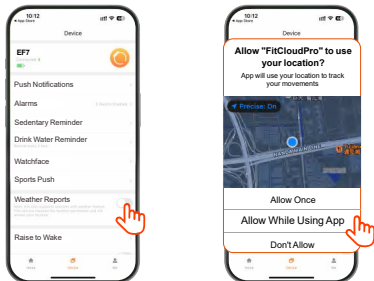 10:12
App Store
Device
EF7
Connected
Push Notifications
Alarms
Sedentary Reminder
Drink Water Reminder
Watchface
Sports Push
Weather Reports
Raise to Wake
Home
Device
Me
10:12
App Store
Device
Allow "FitCloudPro" to use
your location?
App will use your location to track
your movements
Precise: On
Allow Once
Allow While Using App
Don't Allow
Home
Device
Me